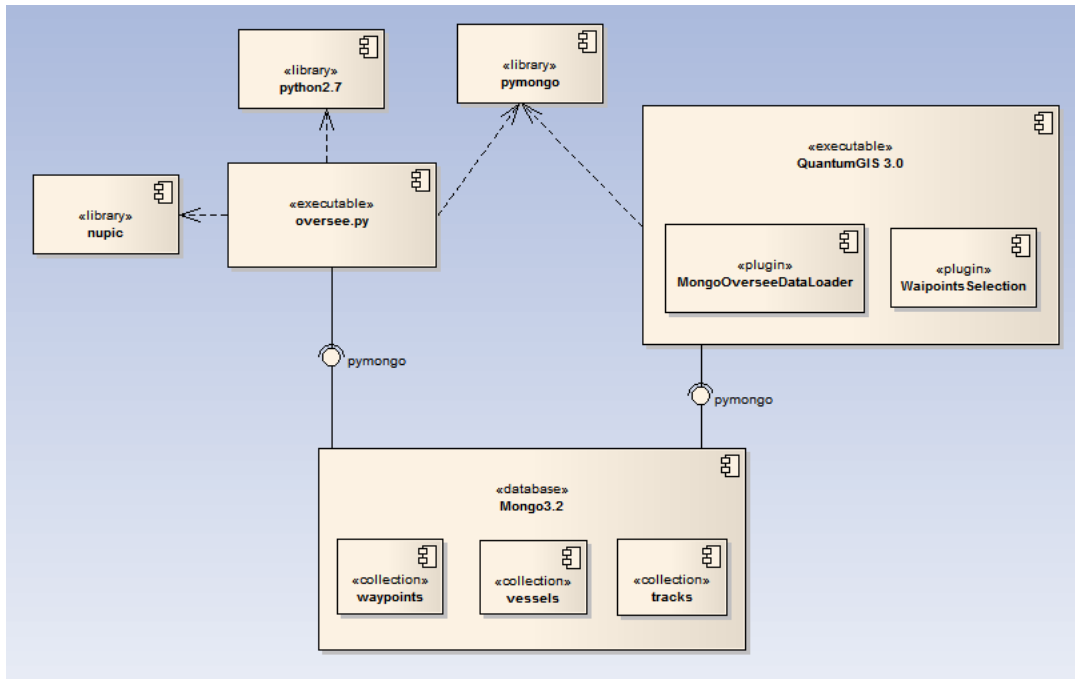 «library»
python2.7
«library»
pymongo
«executable»
QuantumGIS 3.0
«library»
nupic
«executable»
oversee.py
«plugin»
MongoOverseeDataLoader
«plugin»
WaipointsSelection
pymongo
pymongo
«database»
Mongo3.2
«collection»
waypoints
«collection»
vessels
«collection»
tracks